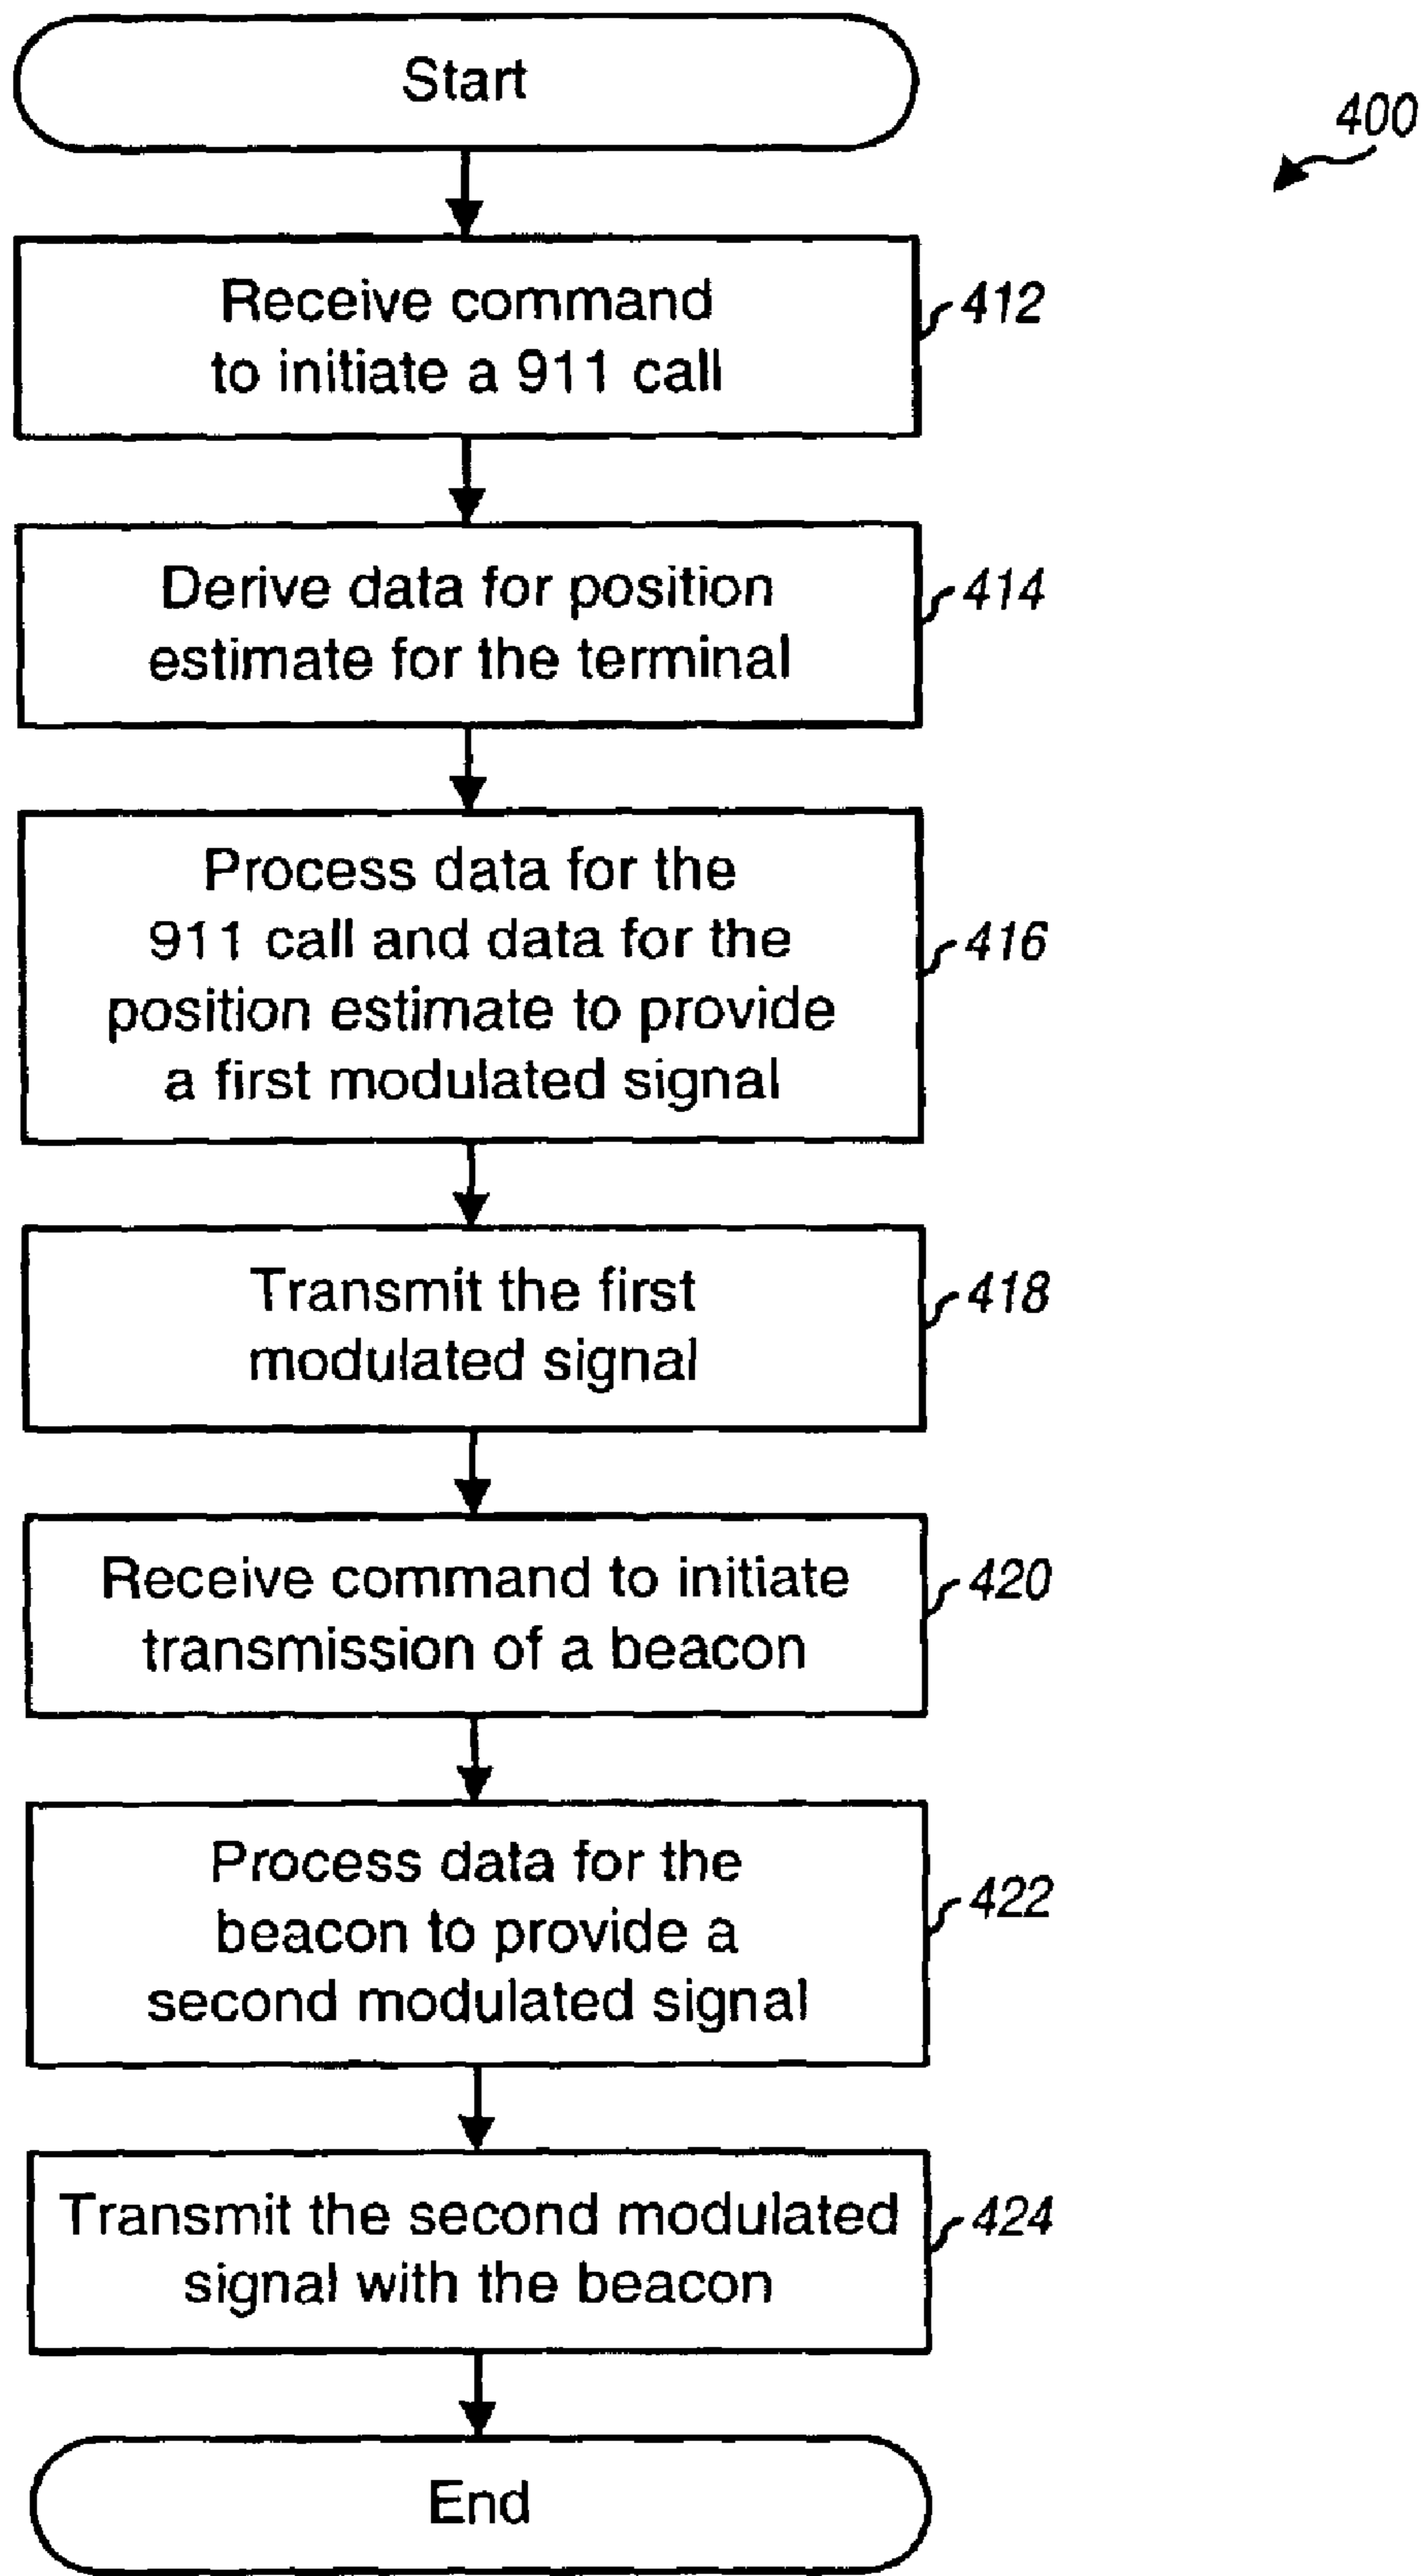 Start
400
Receive command
to initiate a 911 call
412
Derive data for position
estimate for the terminal
414
Process data for the
911 call and data for the
position estimate to provide
a first modulated signal
416
Transmit the first
modulated signal
418
Receive command to initiate
transmission of a beacon
420
Process data for the
beacon to provide a
second modulated signal
422
Transmit the second modulated
signal with the beacon
424
End